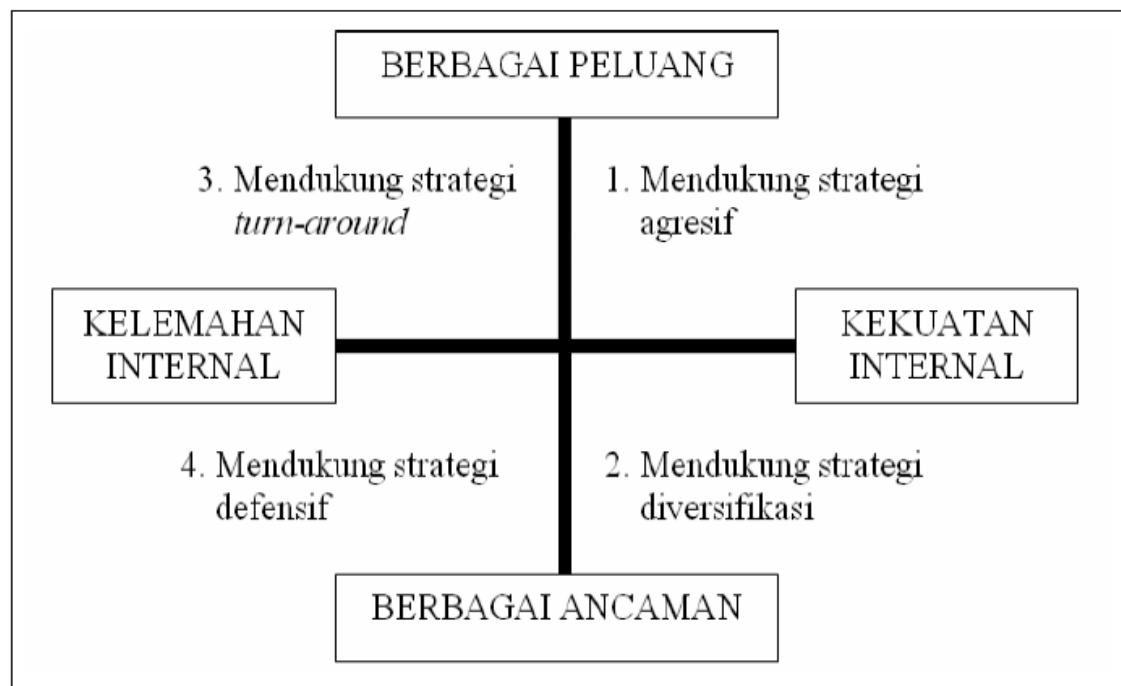 BERBAGAI PELUANG
3. Mendukung strategi
turn-around
1. Mendukung strategi
agresif
KELEMAHAN
INTERNAL
KEKUATAN
INTERNAL
4. Mendukung strategi
defensif
2. Mendukung strategi
diversifikasi
BERBAGAI ANCAMAN